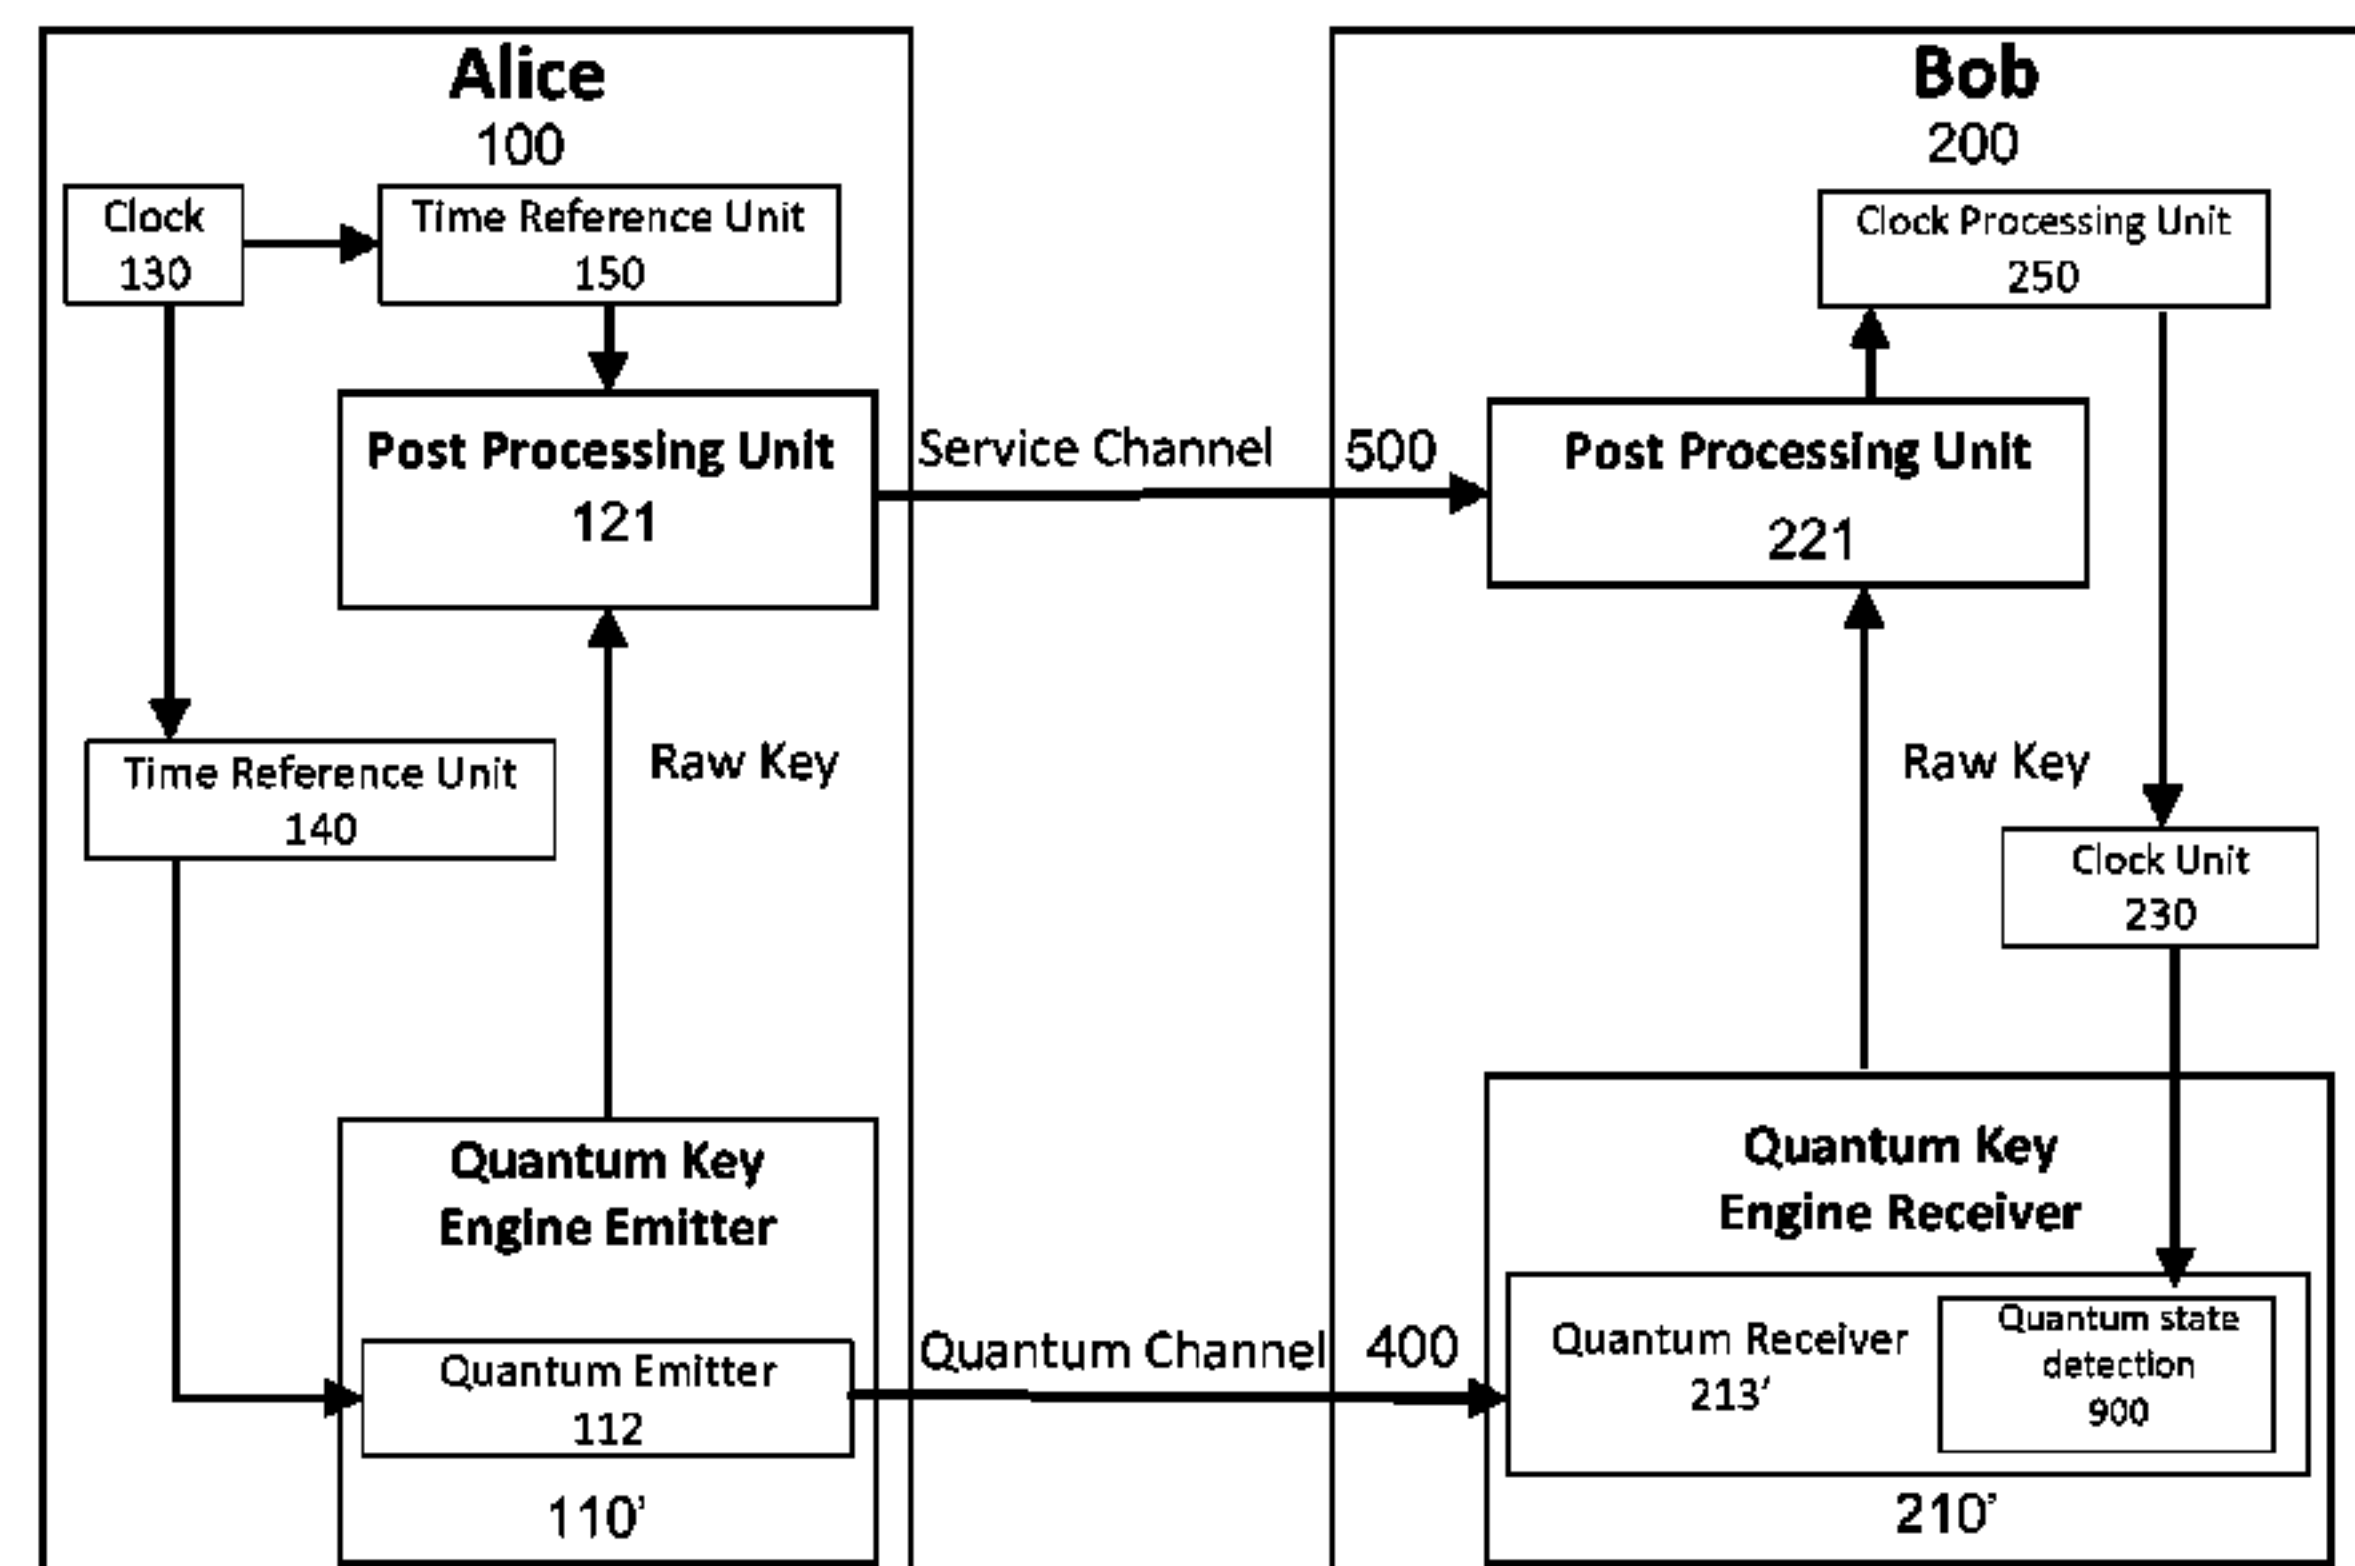 Alice
100
Clock
130
Time Reference Unit
150
Post Processing Unit
121
Time Reference Unit
140
Raw Key
Quantum Key
Engine Emitter
Quantum Emitter
112
110'
Service Channel
500
Quantum Channel
400
Bob
200
Clock Processing Unit
250
Post Processing Unit
221
Raw Key
Clock Unit
230
Quantum Key
Engine Receiver
Quantum Receiver
213'
Quantum state
detection
900
210'